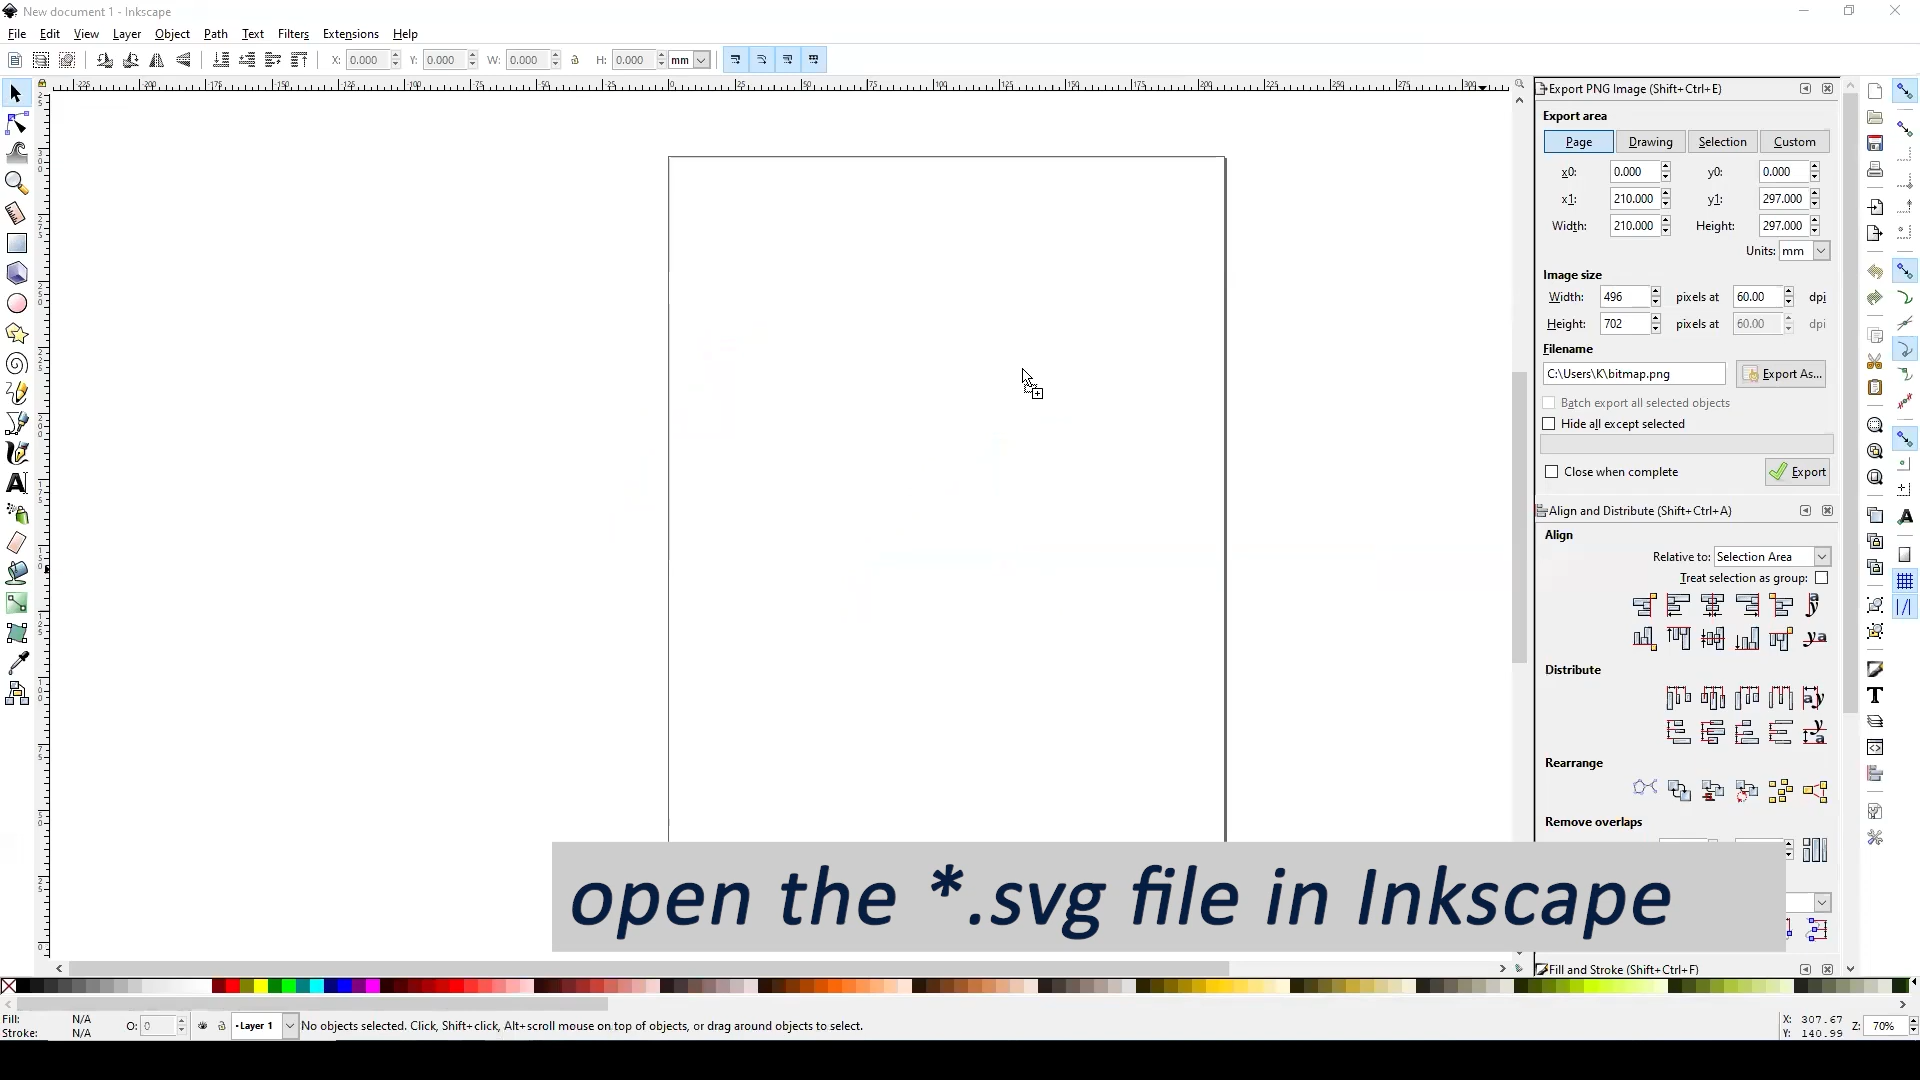 New document 1 - Inkscape
File Edit View Layer Object Path Text Filters Extensions Help
X: 0.000 Y: 0.000 W: 0.000 H: 0.000 mm
Export PNG Image (Shift+Ctrl+E)
Export area
Page Drawing Selection Custom
x0: 0.000 y0: 0.000
x1: 210.000 y1: 297.000
Width: 210.000 Height: 297.000
Units: mm
Image size
Width: 496 pixels at 60.00 dpi
Height: 702 pixels at 60.00 dpi
Filename
C:\Users\K\bitmap.png Export As...
Batch export all selected objects
Hide all except selected
Close when complete Export
Align and Distribute (Shift+Ctrl+A)
Align
Relative to: Selection Area
Treat selection as group:
Distribute
Rearrange
Remove overlaps
open the *.svg file in Inkscape
Fill and Stroke (Shift+Ctrl+F)
Fill: N/A
Stroke: N/A
O: 0 Layer 1 No objects selected. Click, Shift+click, Alt+scroll mouse on top of objects, or drag around objects to select.
X: 307.67
Y: 140.99
Z: 70%